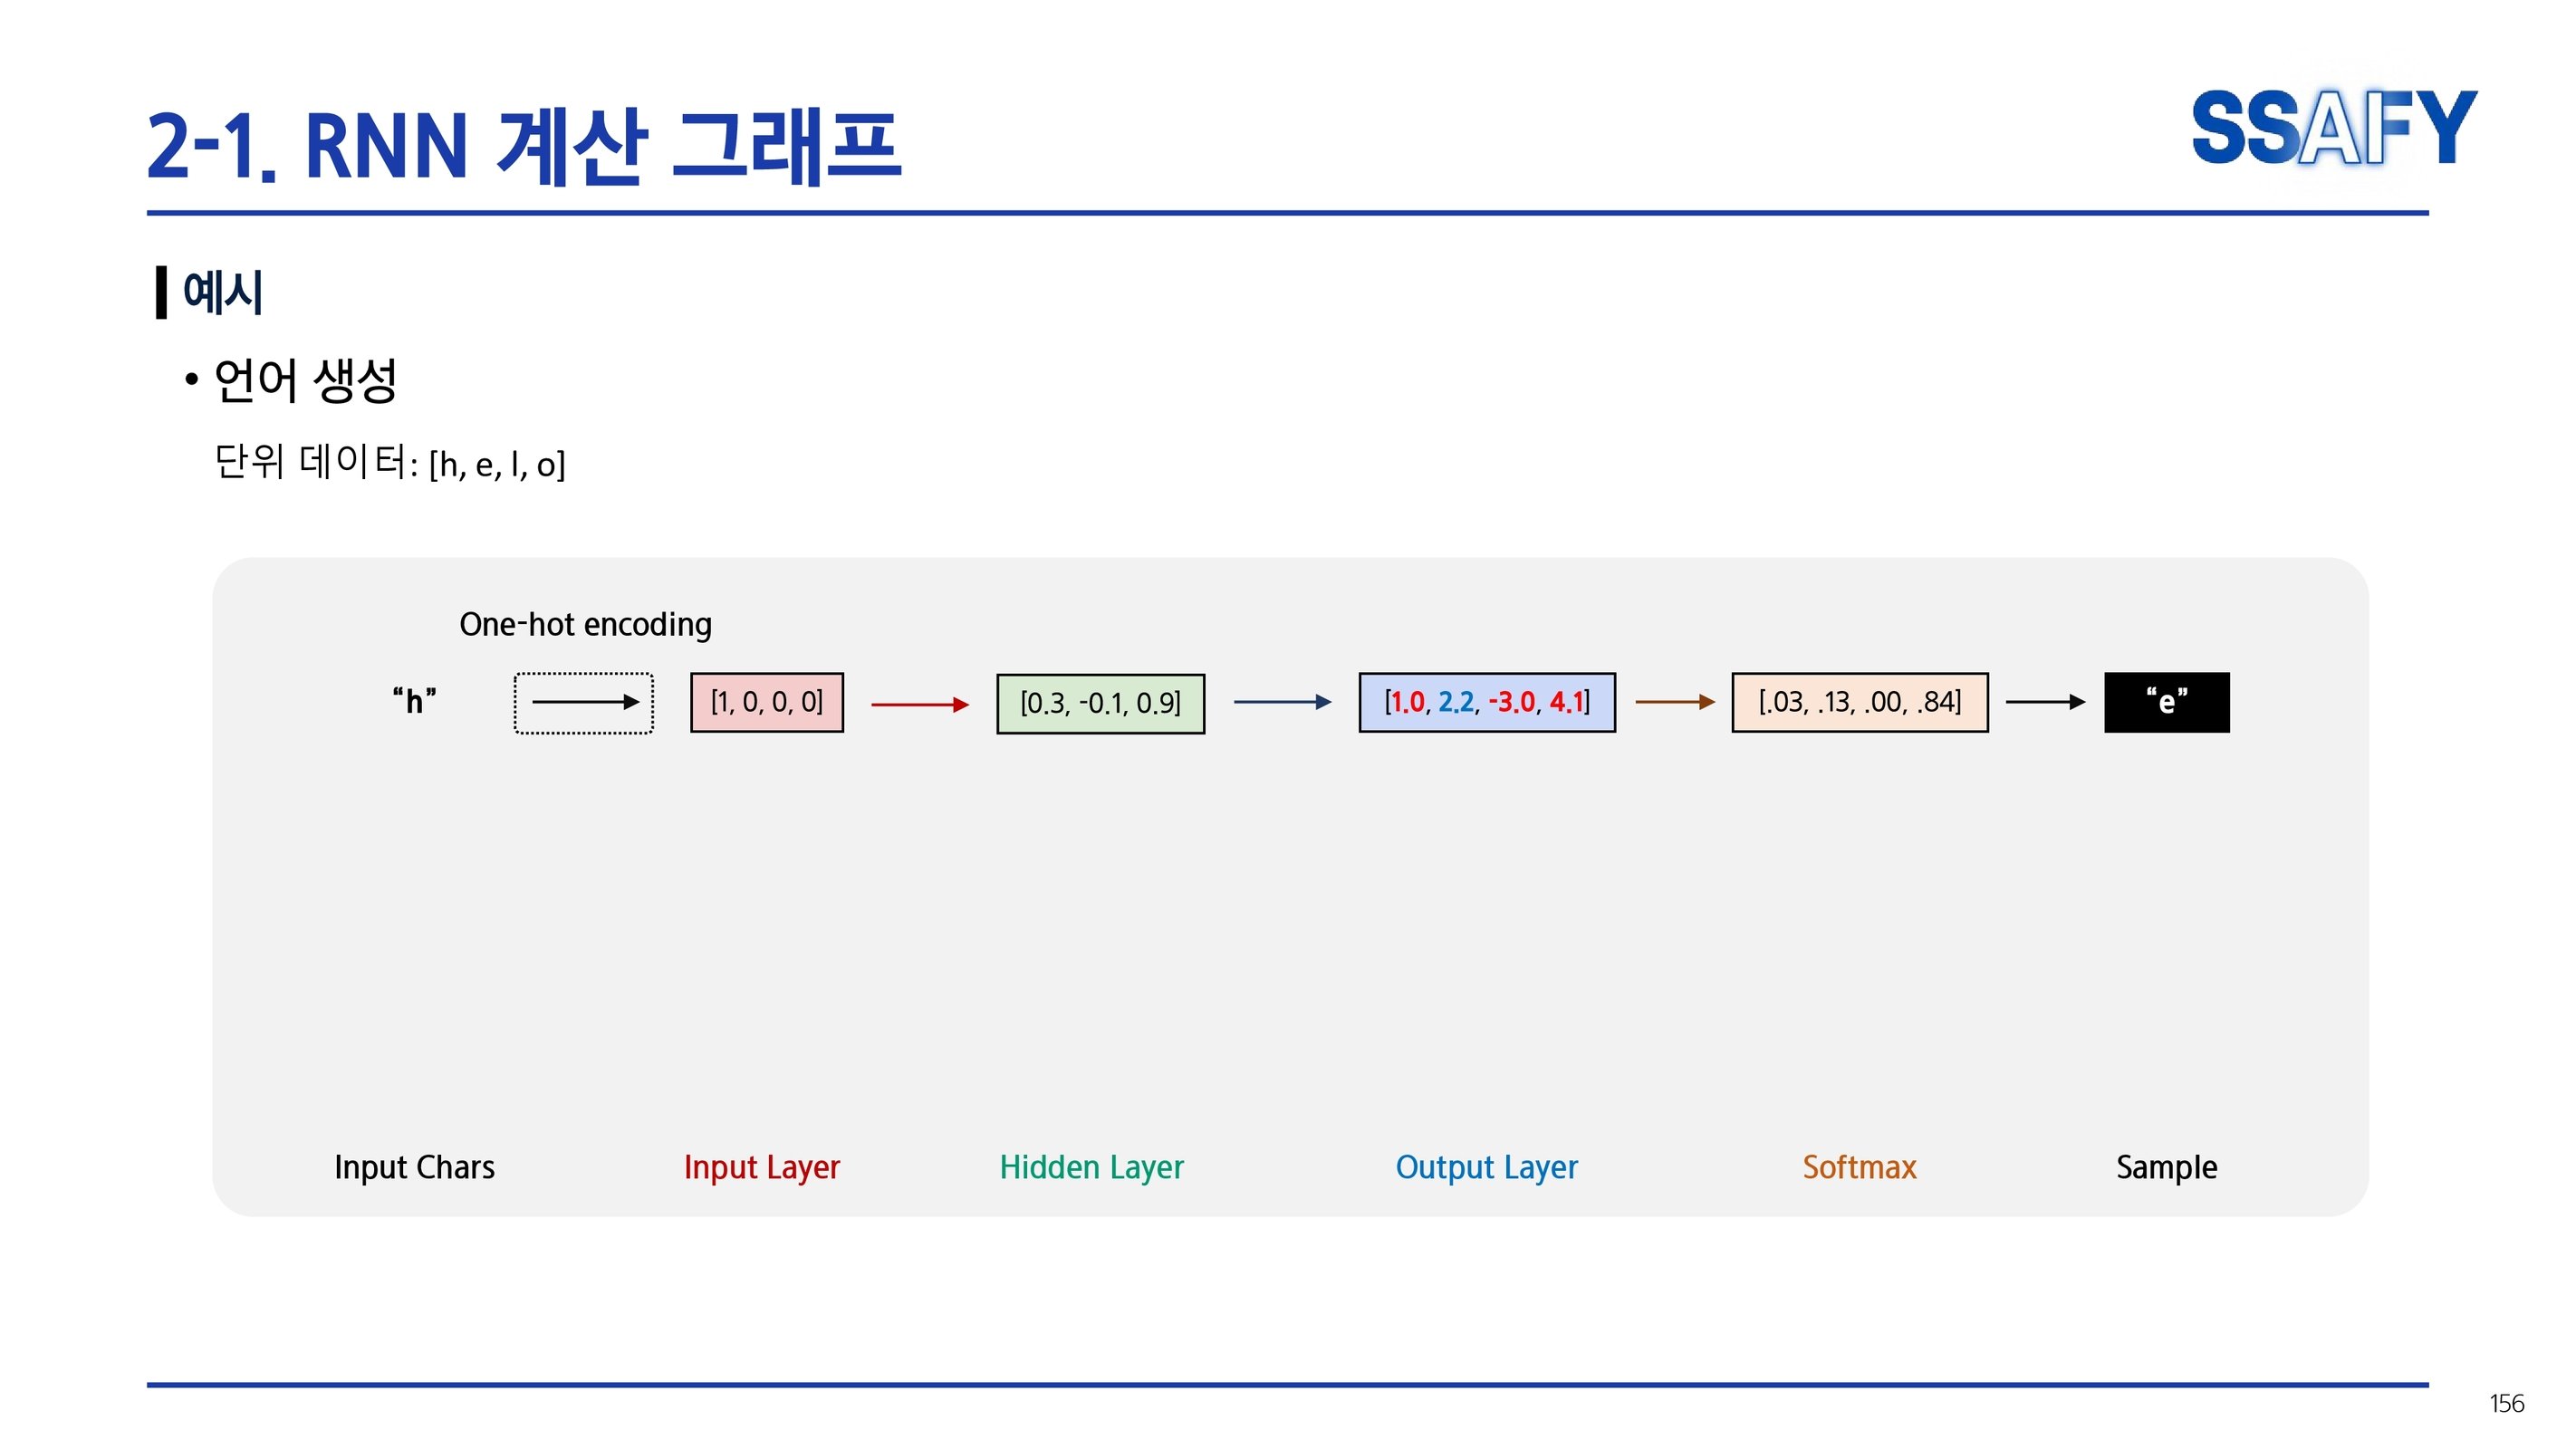 2-1. RNN 계산 그래프
SSAFY
예시
• 언어 생성
단위 데이터: [h, e, l, o]
One-hot encoding
“h”
[1, 0, 0, 0]
[0.3, -0.1, 0.9]
[1.0, 2.2, -3.0, 4.1]
[.03, .13, .00, .84]
“e”
Input Chars
Input Layer
Hidden Layer
Output Layer
Softmax
Sample
156